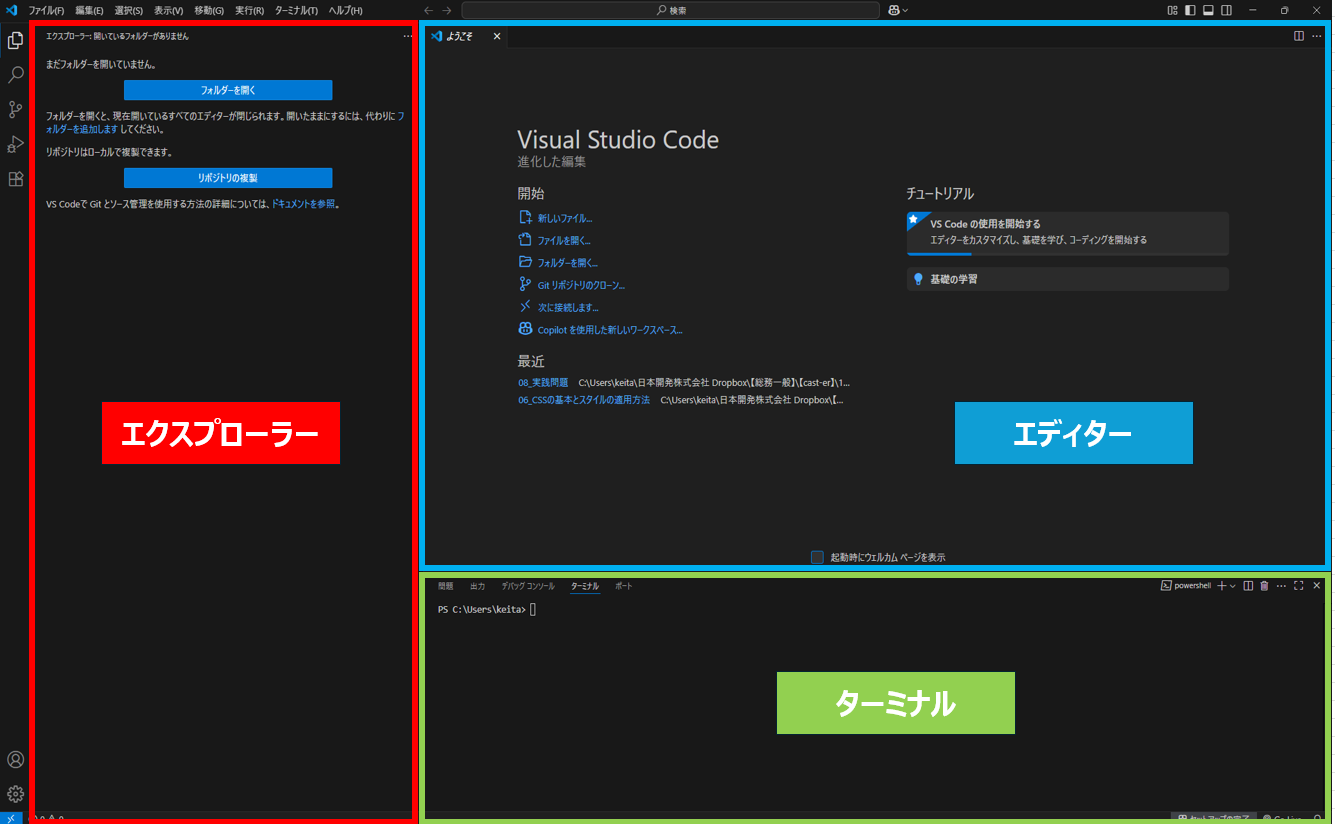 ファイル(F) 編集(E) 選択(S) 表示(V) 移動(G) 実行(R) ターミナル(T) ヘルプ(H)
検索
エクスプローラー: 開いているフォルダーがありません
まだフォルダーを開いていません。
フォルダーを開く
フォルダーを開くと、現在開いているすべてのエディターが閉じられます。開いたままにするには、代わりに フ
ォルダーを追加します してください。
リポジトリはローカルで複製できます。
リポジトリの複製
VS Codeで Git とソース管理を使用する方法の詳細については、ドキュメントを参照。
エクスプローラー
ようこそ
Visual Studio Code
進化した編集
開始
新しいファイル...
ファイルを開く...
フォルダーを開く...
Git リポジトリのクローン...
次に接続します...
Copilot を使用した新しいワークスペース...
最近
08_実践問題 C:\Users\keita\日本開発株式会社 Dropbox\【総務一般】\【cast-er】\1...
06_CSSの基本とスタイルの適用方法 C:\Users\keita\日本開発株式会社 Dropbox\【...
チュートリアル
VS Code の使用を開始する
エディターをカスタマイズし、基礎を学び、コーディングを開始する
基礎の学習
エディター
起動時にウェルカム ページを表示
問題 出力 デバッグ コンソール ターミナル ポート
powershell
PS C:\Users\keita>
ターミナル